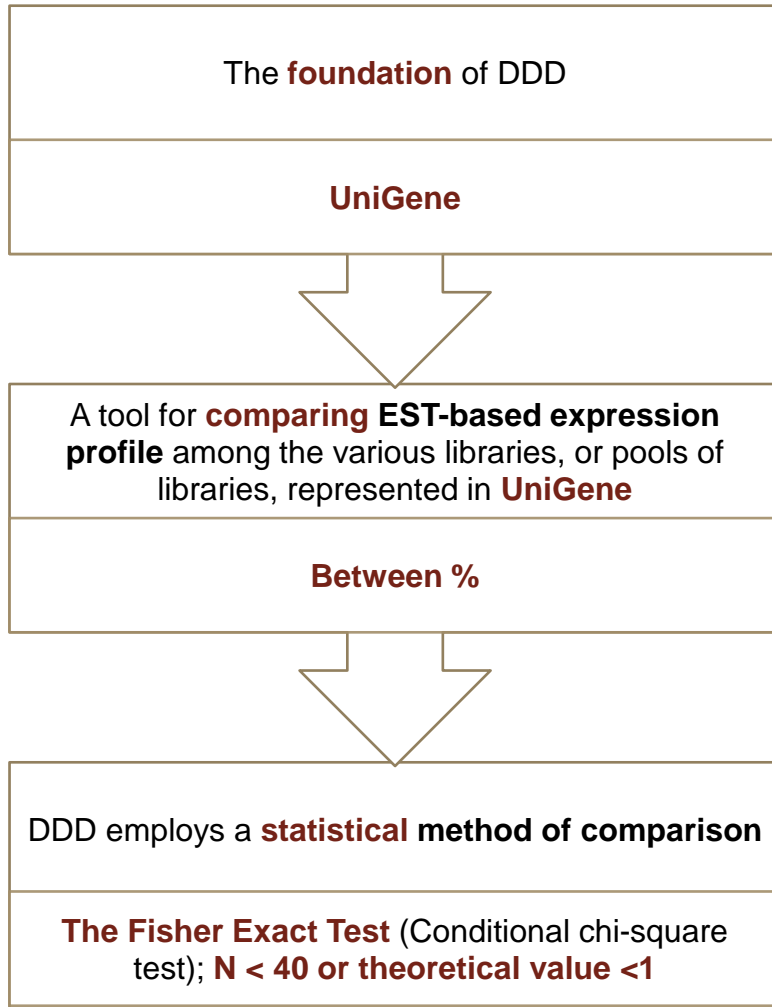 The foundation of DDD
UniGene
A tool for comparing EST-based expression
profile among the various libraries, or pools of
libraries, represented in UniGene
Between %
DDD employs a statistical method of comparison
The Fisher Exact Test (Conditional chi-square
test); N < 40 or theoretical value <1